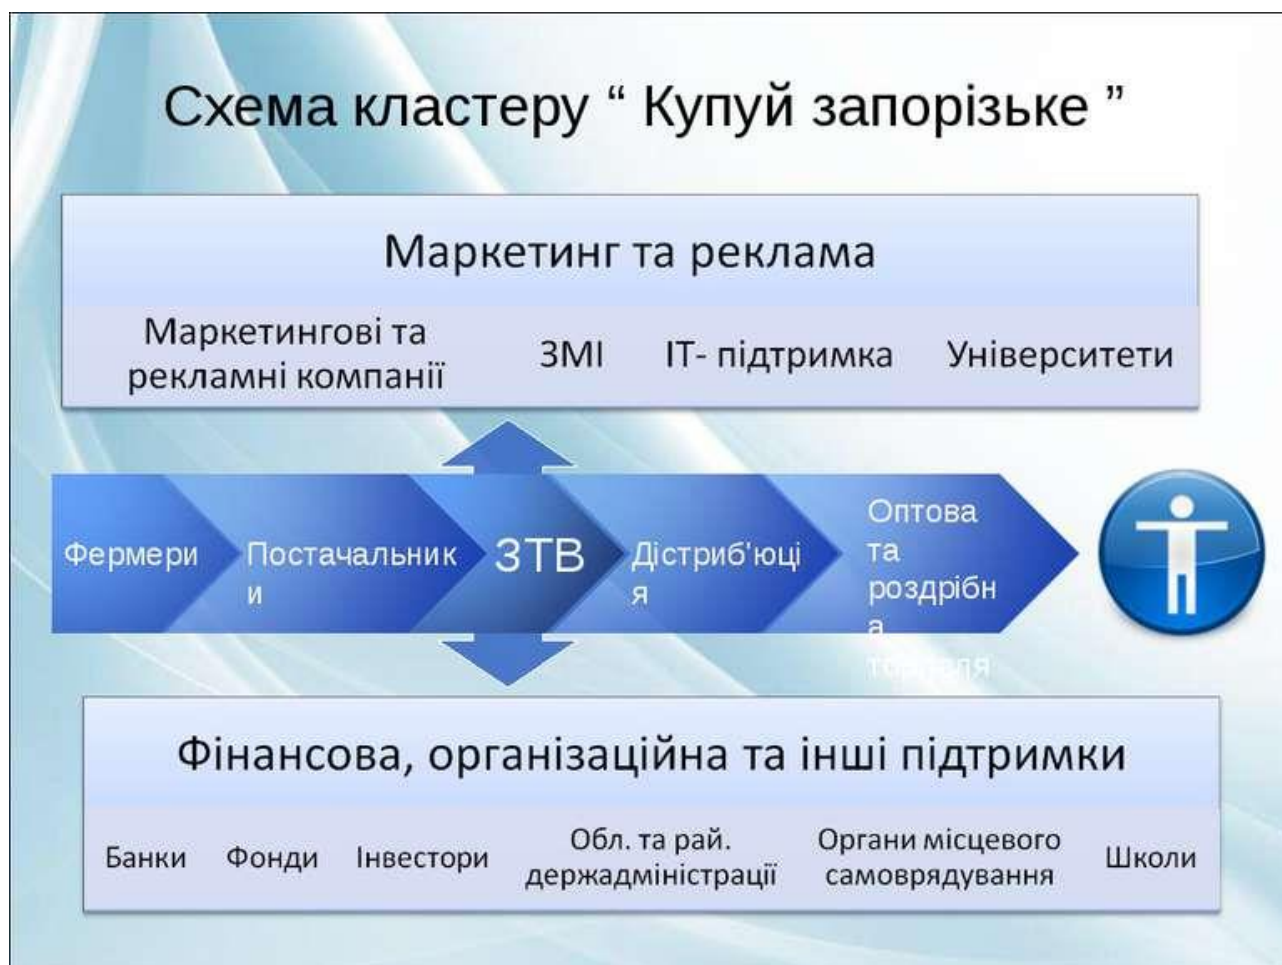 Схема кластеру “ Купуй запорізьке ”
Маркетинг та реклама
Маркетингові та
рекламні компанії
ЗМІ
ІТ- підтримка
Університети
Фермери
Постачальник
и
ЗТВ
Дістриб'юці
я
Оптова
та
роздрібн
а
Фінансова, організаційна та інші підтримки
Банки
Фонди
Інвестори
Обл. та рай.
держадміністрації
Органи місцевого
самоврядування
Школи